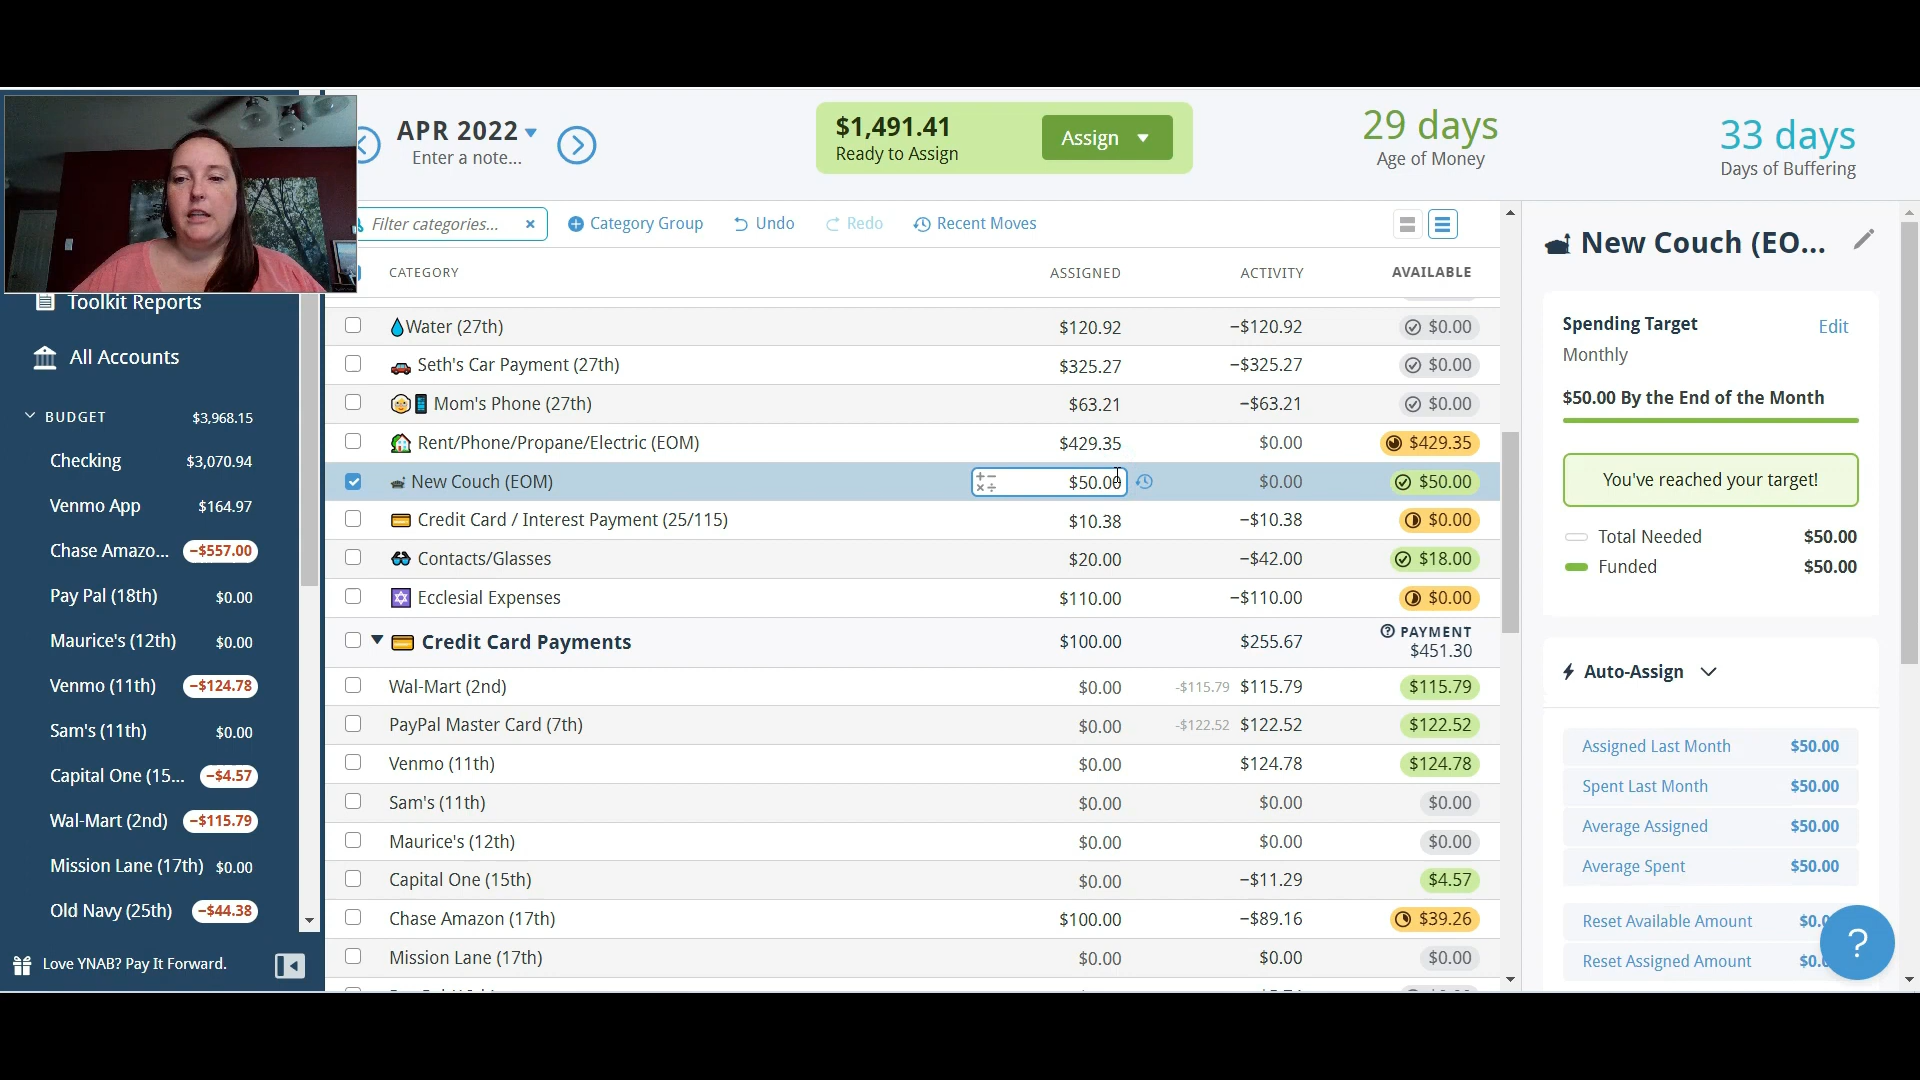 APR 2022
Enter a note...
$1,491.41
Ready to Assign
Assign
29 days
Age of Money
33 days
Days of Buffering
Filter categories...
Category Group
Undo
Redo
Recent Moves
CATEGORY ASSIGNED ACTIVITY AVAILABLE
Water (27th) $120.92 −$120.92 $0.00
Seth's Car Payment (27th) $325.27 −$325.27 $0.00
Mom's Phone (27th) $63.21 −$63.21 $0.00
Rent/Phone/Propane/Electric (EOM) $429.35 $0.00 $429.35
New Couch (EOM) $50.00 $0.00 $50.00
Credit Card / Interest Payment (25/115) $10.38 −$10.38 $0.00
Contacts/Glasses $20.00 −$42.00 $18.00
Ecclesial Expenses $110.00 −$110.00 $0.00
Credit Card Payments $100.00 $255.67 PAYMENT
$451.30
Wal-Mart (2nd) $0.00 -$115.79 $115.79 $115.79
PayPal Master Card (7th) $0.00 -$122.52 $122.52 $122.52
Venmo (11th) $0.00 $124.78 $124.78
Sam's (11th) $0.00 $0.00 $0.00
Maurice's (12th) $0.00 $0.00 $0.00
Capital One (15th) $0.00 −$11.29 $4.57
Chase Amazon (17th) $100.00 −$89.16 $39.26
Mission Lane (17th) $0.00 $0.00 $0.00
Toolkit Reports
All Accounts
BUDGET $3,968.15
Checking $3,070.94
Venmo App $164.97
Chase Amazo... −$557.00
Pay Pal (18th) $0.00
Maurice's (12th) $0.00
Venmo (11th) −$124.78
Sam's (11th) $0.00
Capital One (15... −$4.57
Wal-Mart (2nd) −$115.79
Mission Lane (17th) $0.00
Old Navy (25th) −$44.38
Love YNAB? Pay It Forward.
New Couch (EO...
Spending Target Edit
Monthly
$50.00 By the End of the Month
You've reached your target!
Total Needed $50.00
Funded $50.00
Auto-Assign
Assigned Last Month $50.00
Spent Last Month $50.00
Average Assigned $50.00
Average Spent $50.00
Reset Available Amount
Reset Assigned Amount
?